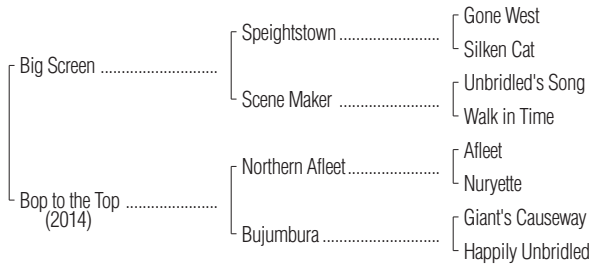 Gone West
Speightstown
Silken Cat
Big Screen
Unbridled's Song
Scene Maker
Walk in Time
Afleet
Northern Afleet
Nuryette
Bop to the Top
(2014)
Giant's Causeway
Bujumbura
Happily Unbridled